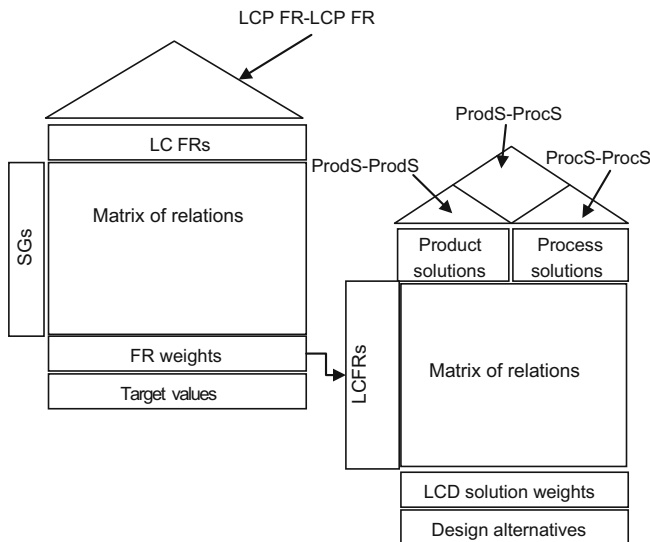 LCP FR-LCP FR
LC FRs
SGs
Matrix of relations
FR weights
Target values
ProdS-ProcS
ProdS-ProdS
ProcS-ProcS
Product
solutions
Process
solutions
LCFRs
Matrix of relations
LCD solution weights
Design alternatives